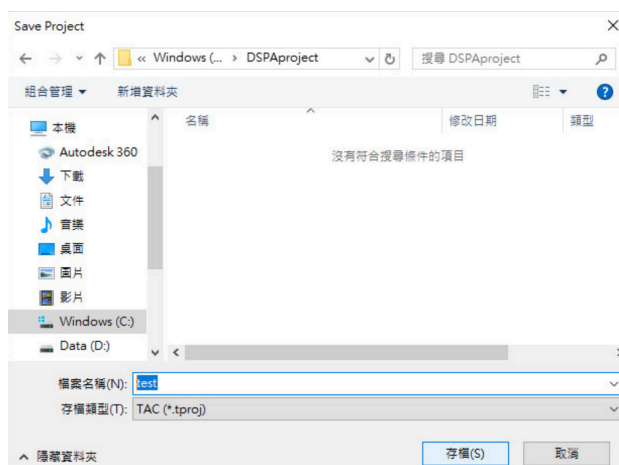 Save Project
« Windows (... › DSPAproject
搜尋 DSPAproject
組合管理 新增資料夾
名稱 修改日期 類型
沒有符合搜尋條件的項目
本機
Autodesk 360
下載
文件
音樂
桌面
圖片
影片
Windows (C:)
Data (D:)
檔案名稱(N): test
存檔類型(T): TAC (*.tproj)
隱藏資料夾 存檔(S) 取消